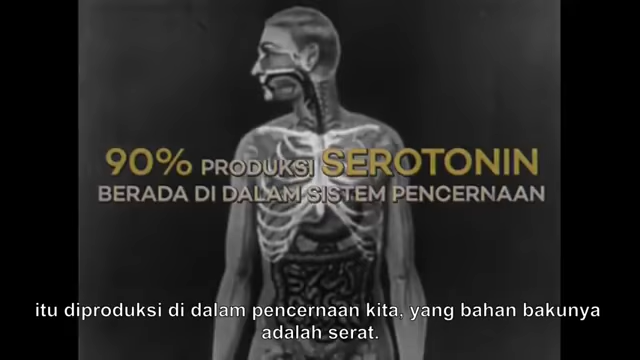 90% PRODUKSI SEROTONIN
BERADA DI DALAM SISTEM PENCERNAAN
itu diproduksi di dalam pencernaan kita, yang bahan bakunya
adalah serat.